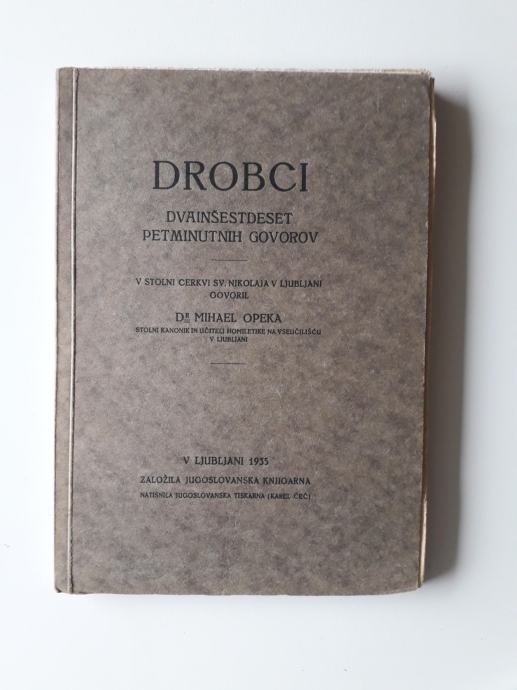 DROBCI
DVAINŠESTDESET
PETMINUTNIH GOVOROV
V STOLNI CERKVI SV. NIKOLAJA V LJUBLJANI
GOVORIL
DR MIHAEL OPEKA
STOLNI KANONIK IN UČITELJ HOMILETIKE NA VSEUČILIŠČU
V LJUBLJANI
V LJUBLJANI 1935
ZALOŽILA JUGOSLOVANSKA KNJIGARNA
NATISNILA JUGOSLOVANSKA TISKARNA (KAREL ČEČ)